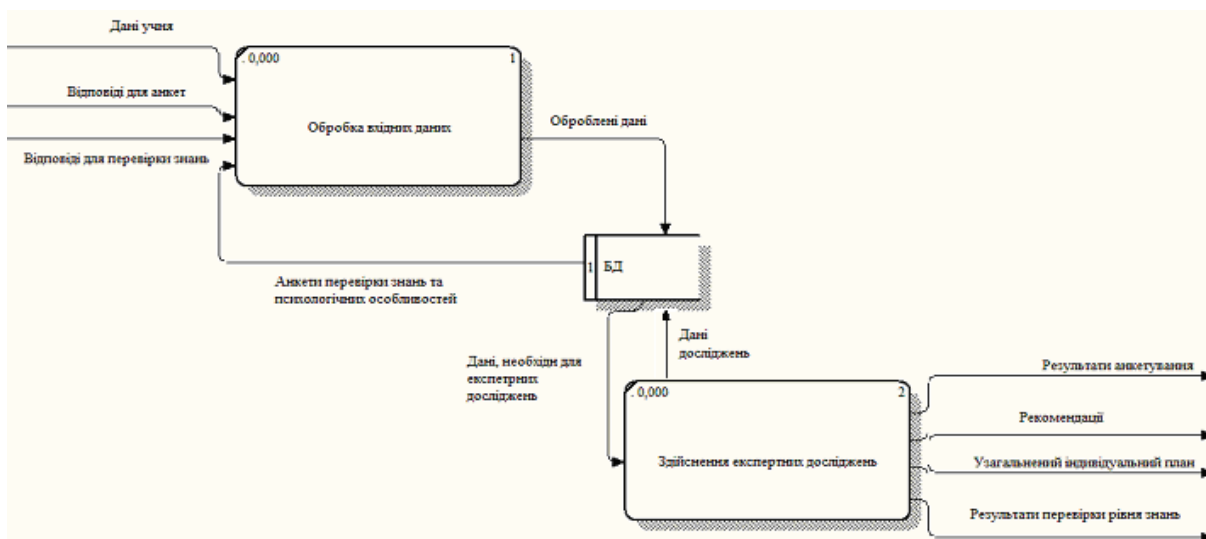 Дані учня
. 0,000 1
Відповіді для анкет
Обробка вхідних даних
Оброблені дані
Відповіді для перевірки знань
1 БД
Анкети перевірки знань та
психологічних особливостей
Дані
досліджень
Дані, необхідн для
експетрних
досліджень
. 0,000 2
Здійснення експертних досліджень
Результати анкетування
Рекомендації
Узагальнений індивідуальний план
Результати перевірки рівня знань